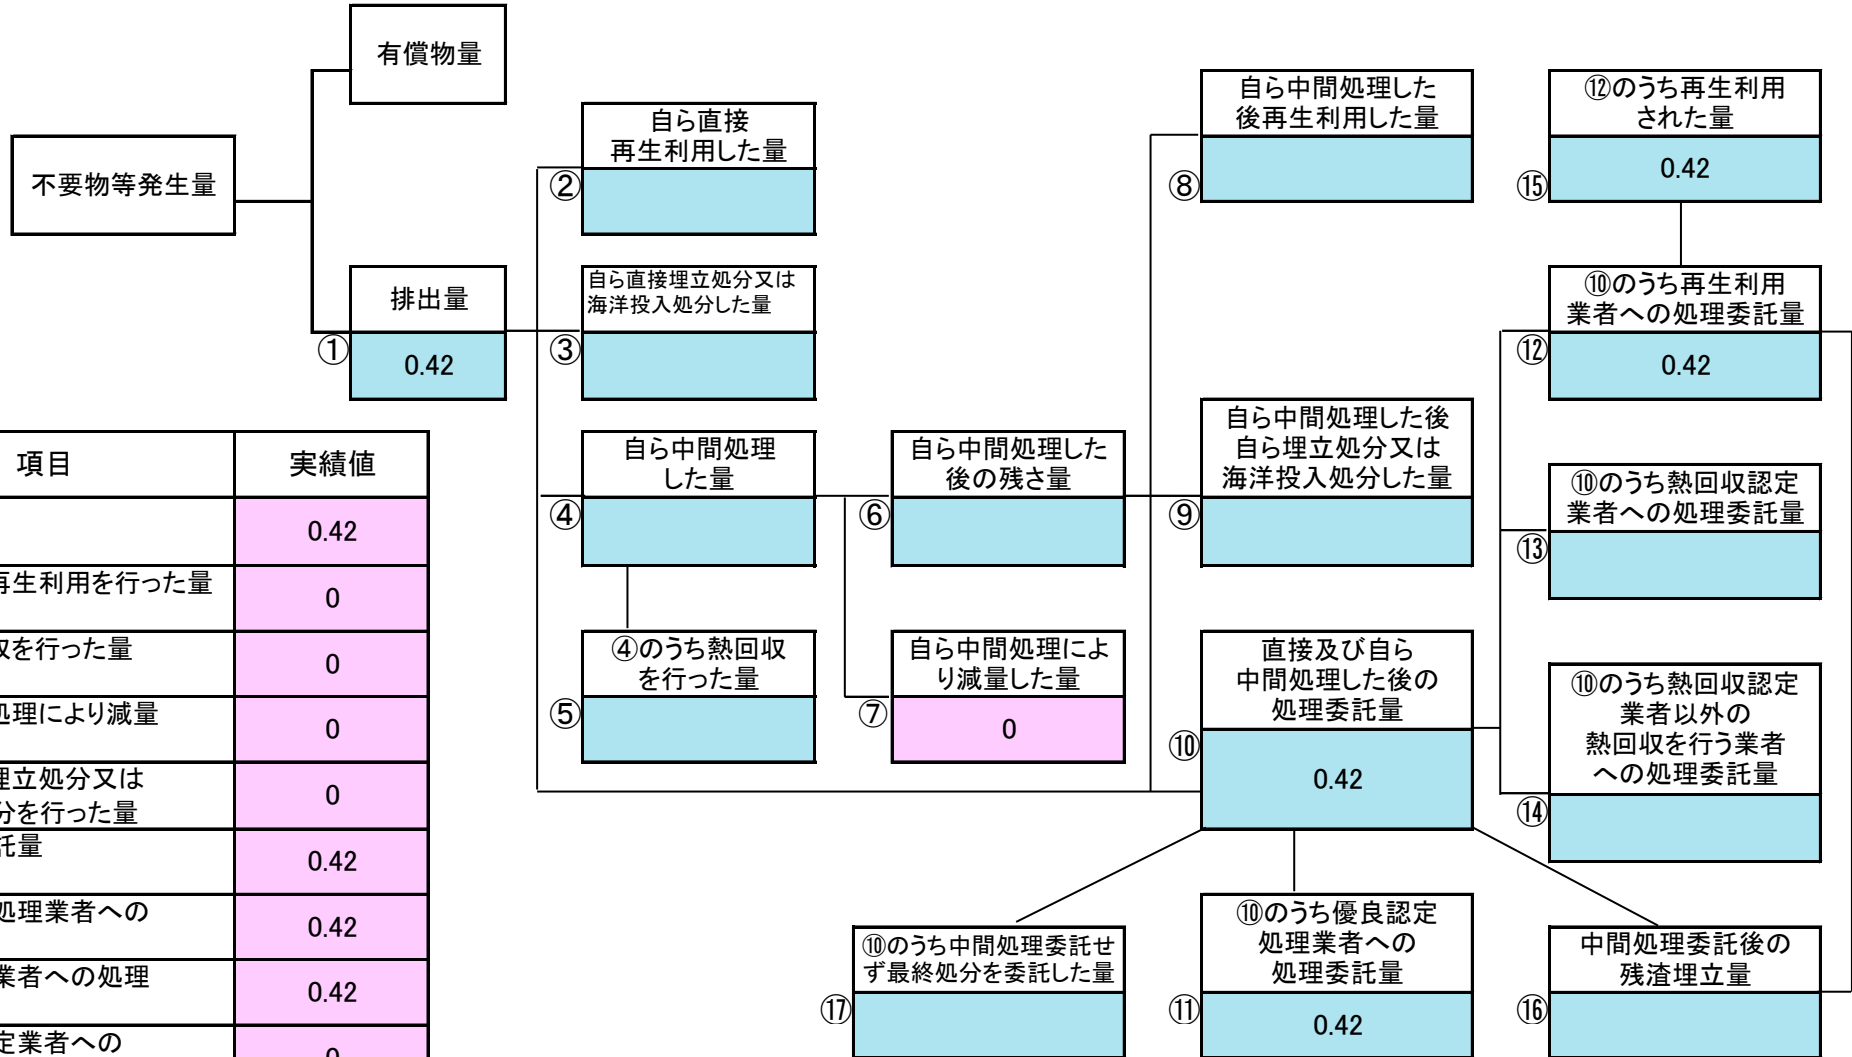 有償物量
不要物等発生量
排出量
①
0.42
自ら直接
再生利用した量
②
自ら直接埋立処分又は
海洋投入処分した量
③
自ら中間処理
した量
④
④のうち熱回収
を行った量
⑤
自ら中間処理した
後の残さ量
⑥
自ら中間処理によ
り減量した量
⑦
0
自ら中間処理した
後再生利用した量
⑧
自ら中間処理した後
自ら埋立処分又は
海洋投入処分した量
⑨
直接及び自ら
中間処理した後の
処理委託量
⑩
0.42
⑫のうち再生利用
された量
⑮
0.42
⑩のうち再生利用
業者への処理委託量
⑫
0.42
⑩のうち熱回収認定
業者への処理委託量
⑬
⑩のうち熱回収認定
業者以外の
熱回収を行う業者
への処理委託量
⑭
⑩のうち中間処理委託せ
ず最終処分を委託した量
⑰
⑩のうち優良認定
処理業者への
処理委託量
⑪
0.42
中間処理委託後の
残渣埋立量
⑯
項目 実績値
0.42
再生利用を行った量 0
を行った量 0
処理により減量 0
埋立処分又は
を行った量 0
託量 0.42
処理業者への 0.42
業者への処理 0.42
定業者への